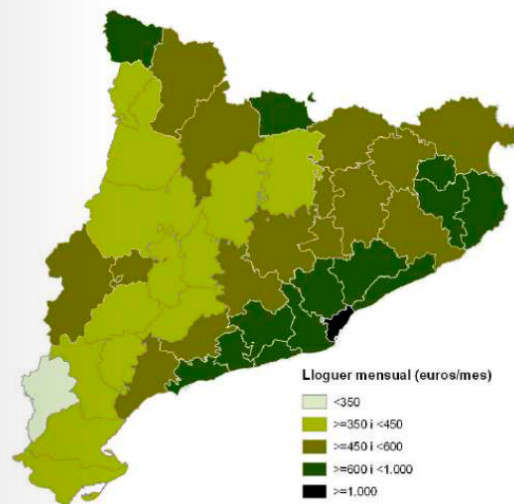 Lloguer mensual (euros/mes)
<350
>=350 i <450
>=450 i <600
>=600 i <1.000
>=1.000